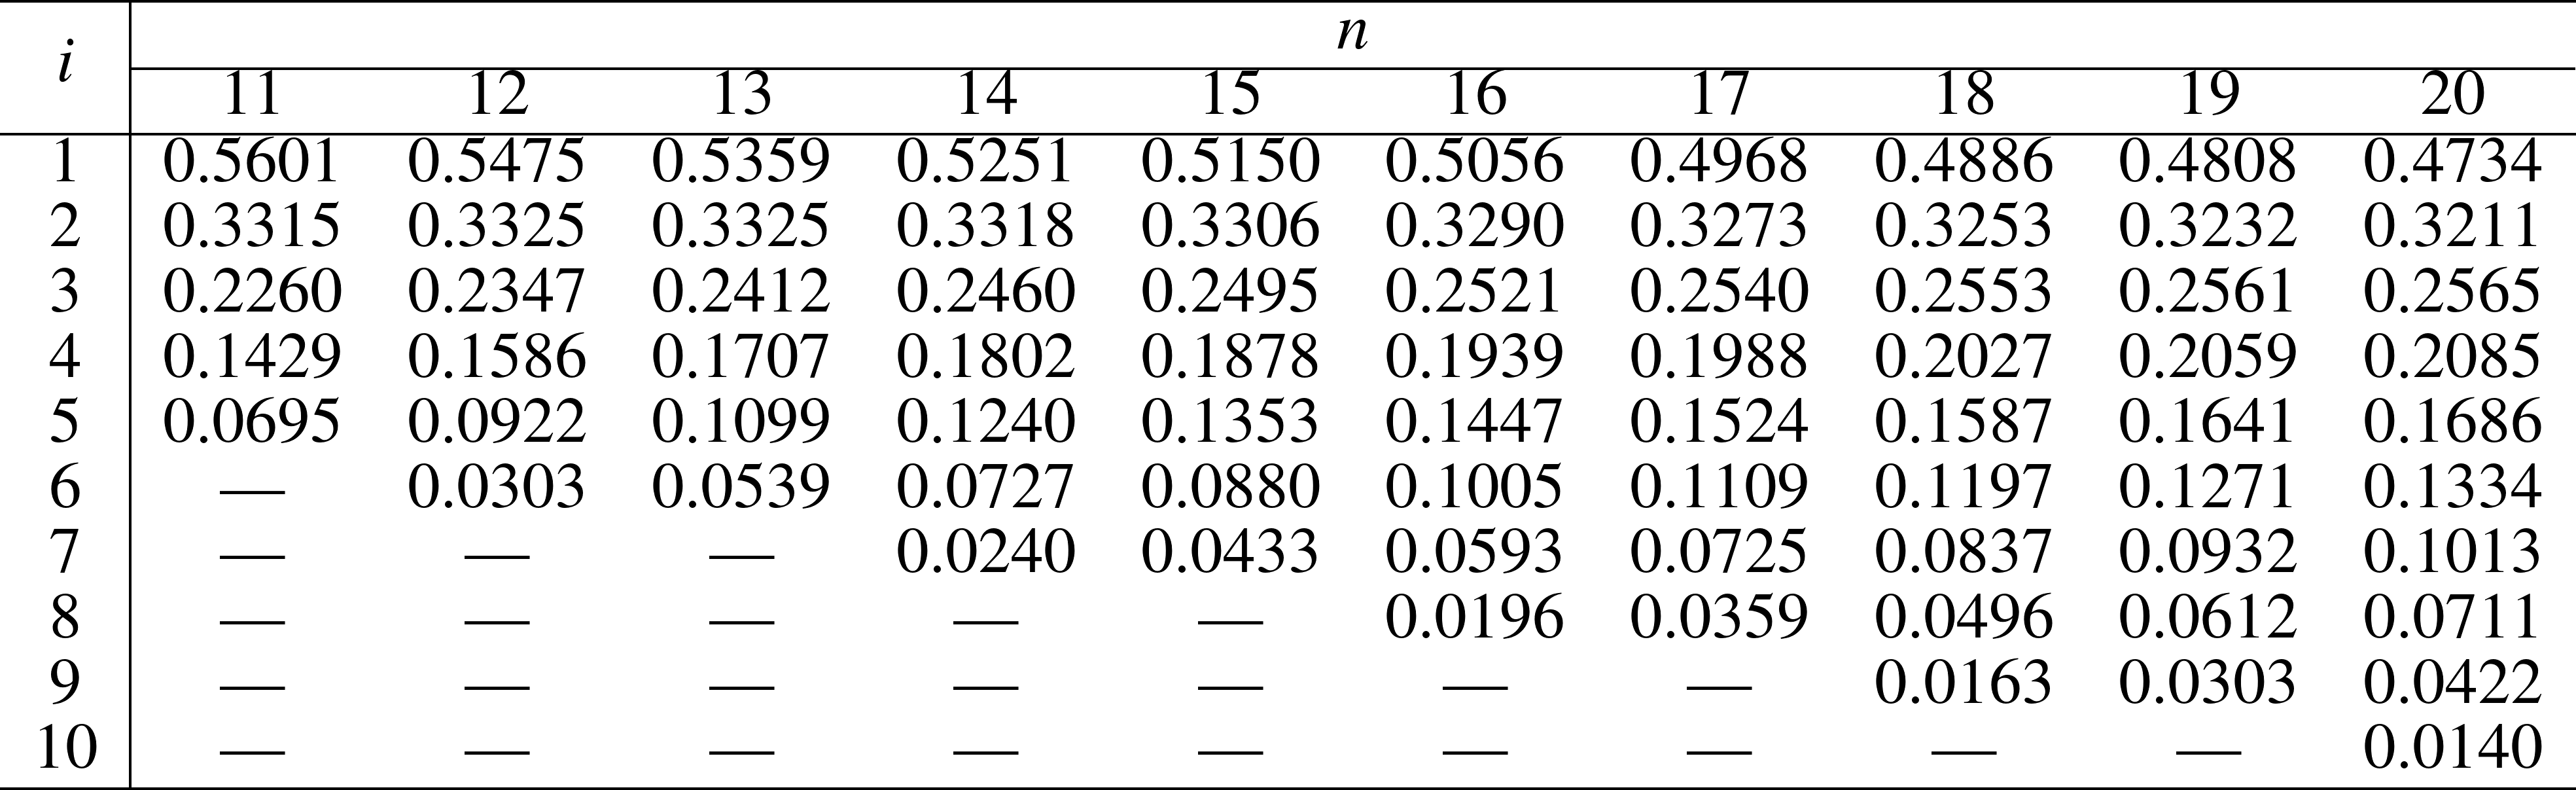 n
i
11 12 13 14 15 16 17 18 19 20
1 0.5601 0.5475 0.5359 0.5251 0.5150 0.5056 0.4968 0.4886 0.4808 0.4734
2 0.3315 0.3325 0.3325 0.3318 0.3306 0.3290 0.3273 0.3253 0.3232 0.3211
3 0.2260 0.2347 0.2412 0.2460 0.2495 0.2521 0.2540 0.2553 0.2561 0.2565
4 0.1429 0.1586 0.1707 0.1802 0.1878 0.1939 0.1988 0.2027 0.2059 0.2085
5 0.0695 0.0922 0.1099 0.1240 0.1353 0.1447 0.1524 0.1587 0.1641 0.1686
6 — 0.0303 0.0539 0.0727 0.0880 0.1005 0.1109 0.1197 0.1271 0.1334
7 — — — 0.0240 0.0433 0.0593 0.0725 0.0837 0.0932 0.1013
8 — — — — — 0.0196 0.0359 0.0496 0.0612 0.0711
9 — — — — — — — 0.0163 0.0303 0.0422
10 — — — — — — — — — 0.0140